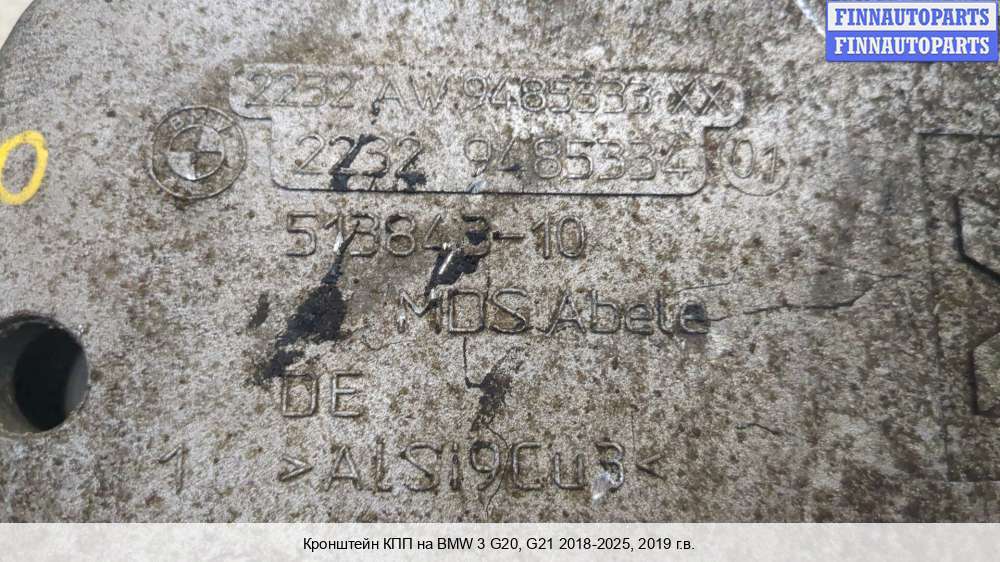 FINNAUTOPARTS
FINNAUTOPARTS
2232 AW 9485333 XX
BMW
2232 9485334 01
513843-10
MDS.Abele
DE
1 >AlSi9Cu3<
Кронштейн КПП на BMW 3 G20, G21 2018-2025, 2019 г.в.